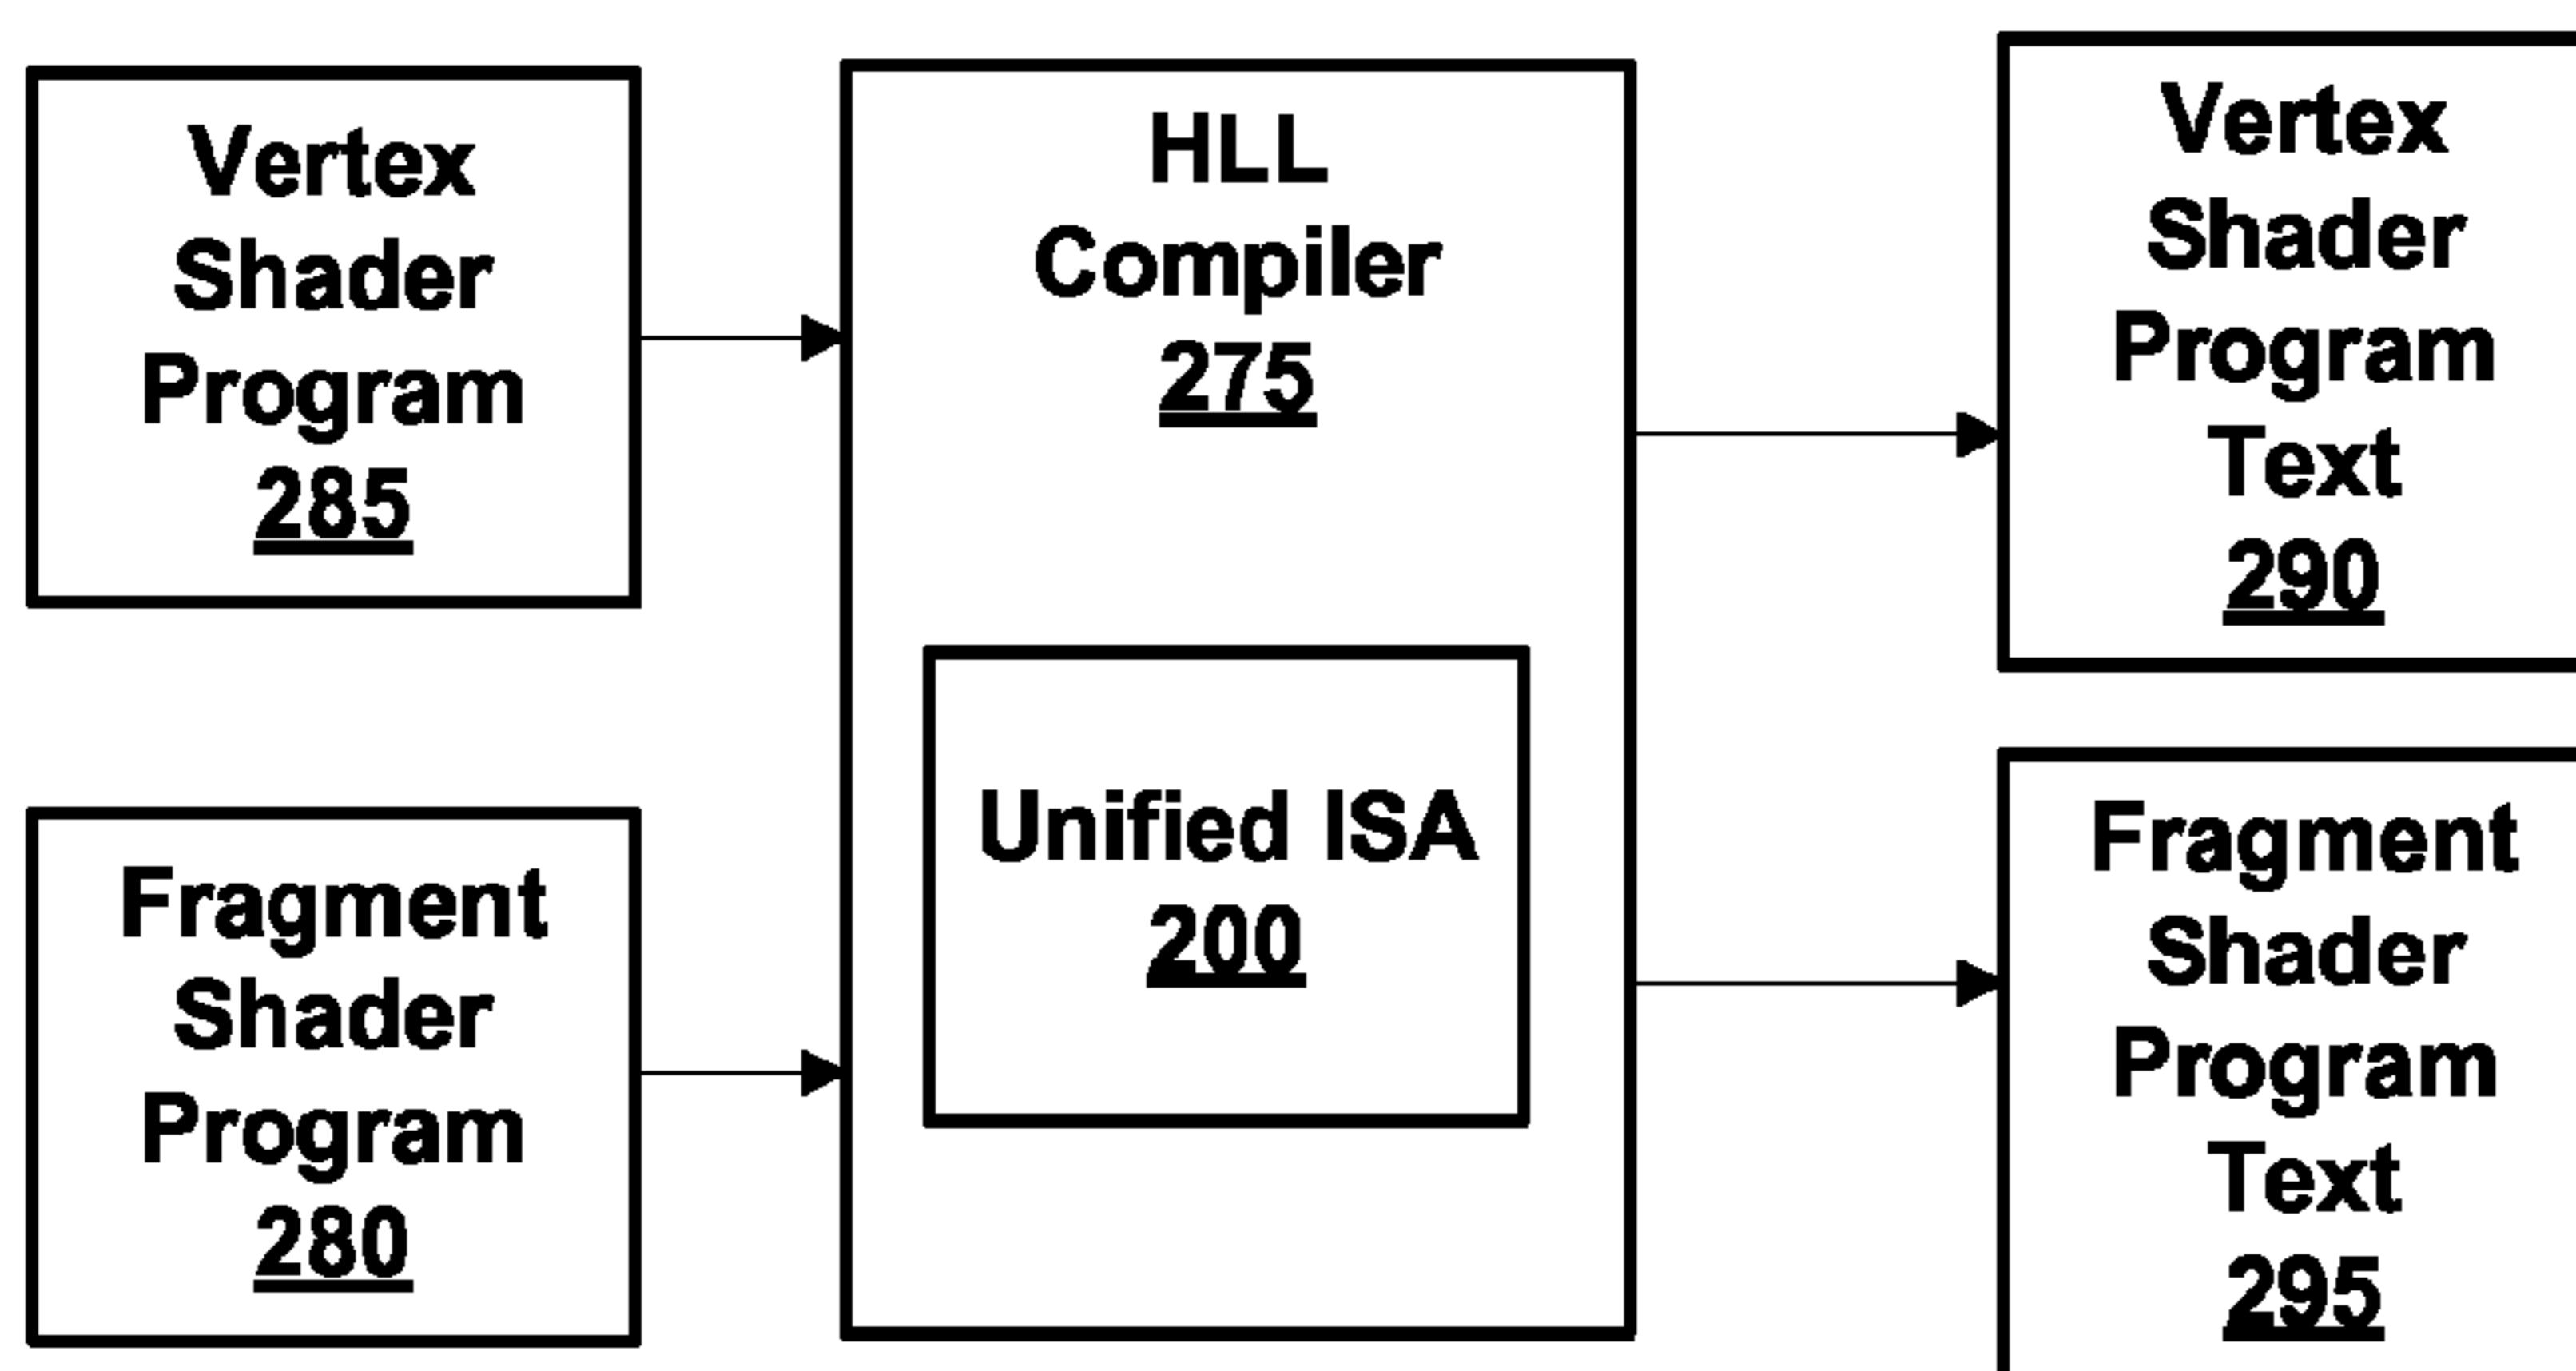 Vertex
Shader
Program
285
Fragment
Shader
Program
280
HLL
Compiler
275
Unified ISA
200
Vertex
Shader
Program
Text
290
Fragment
Shader
Program
Text
295